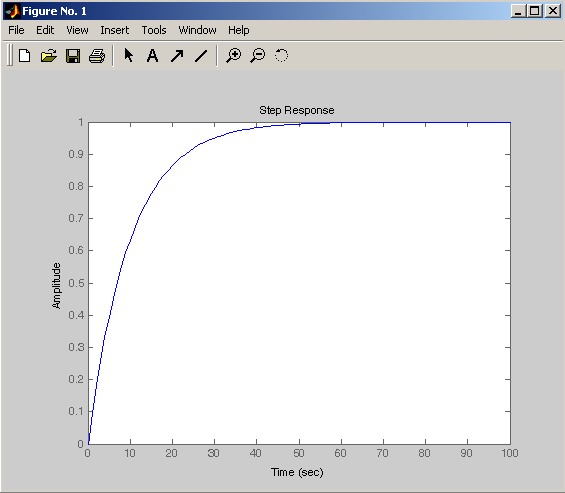 Figure No. 1
File Edit View Insert Tools Window Help
A
Step Response
1
0.9
0.8
0.7
0.6
0.5
0.4
0.3
0.2
0.1
0
Amplitude
0 10 20 30 40 50 60 70 80 90 100
Time (sec)